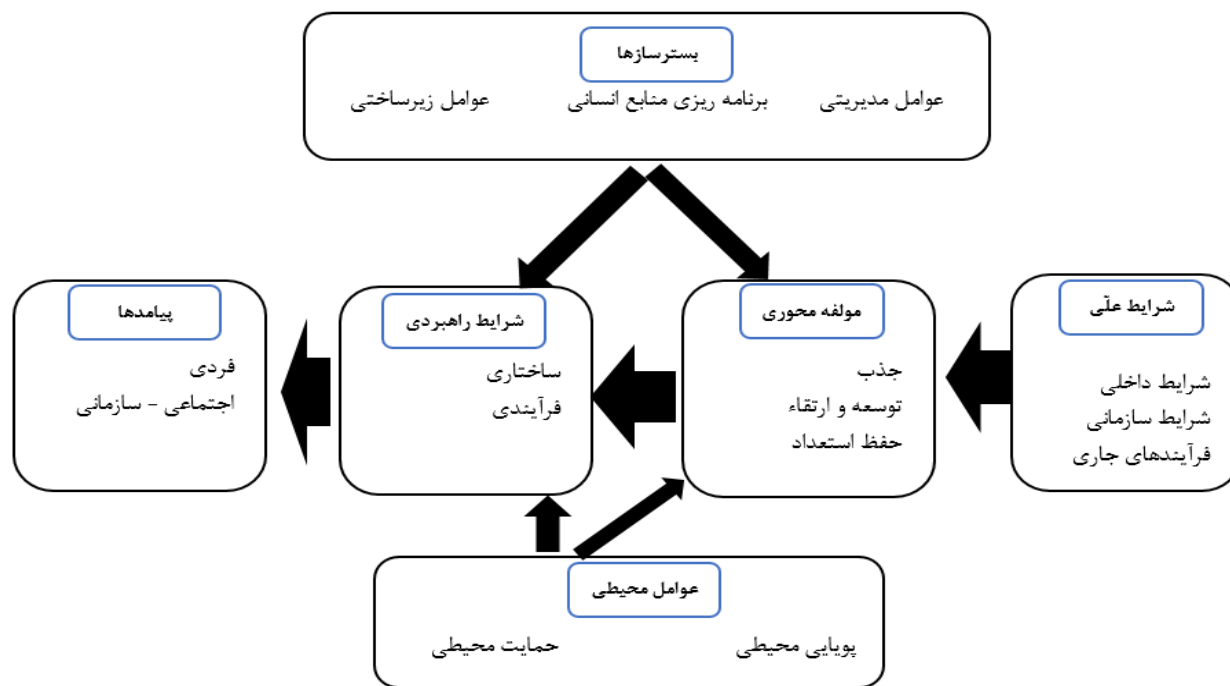 بسترسازها
عوامل مدیریتی برنامه ریزی منابع انسانی عوامل زیرساختی
شرایط علّی
شرایط داخلی
شرایط سازمانی
فرآیندهای جاری
مولفه محوری
جذب
توسعه و ارتقاء
حفظ استعداد
شرایط راهبردی
ساختاری
فرآیندی
پیامدها
فردی
اجتماعی - سازمانی
عوامل محیطی
پویایی محیطی حمایت محیطی